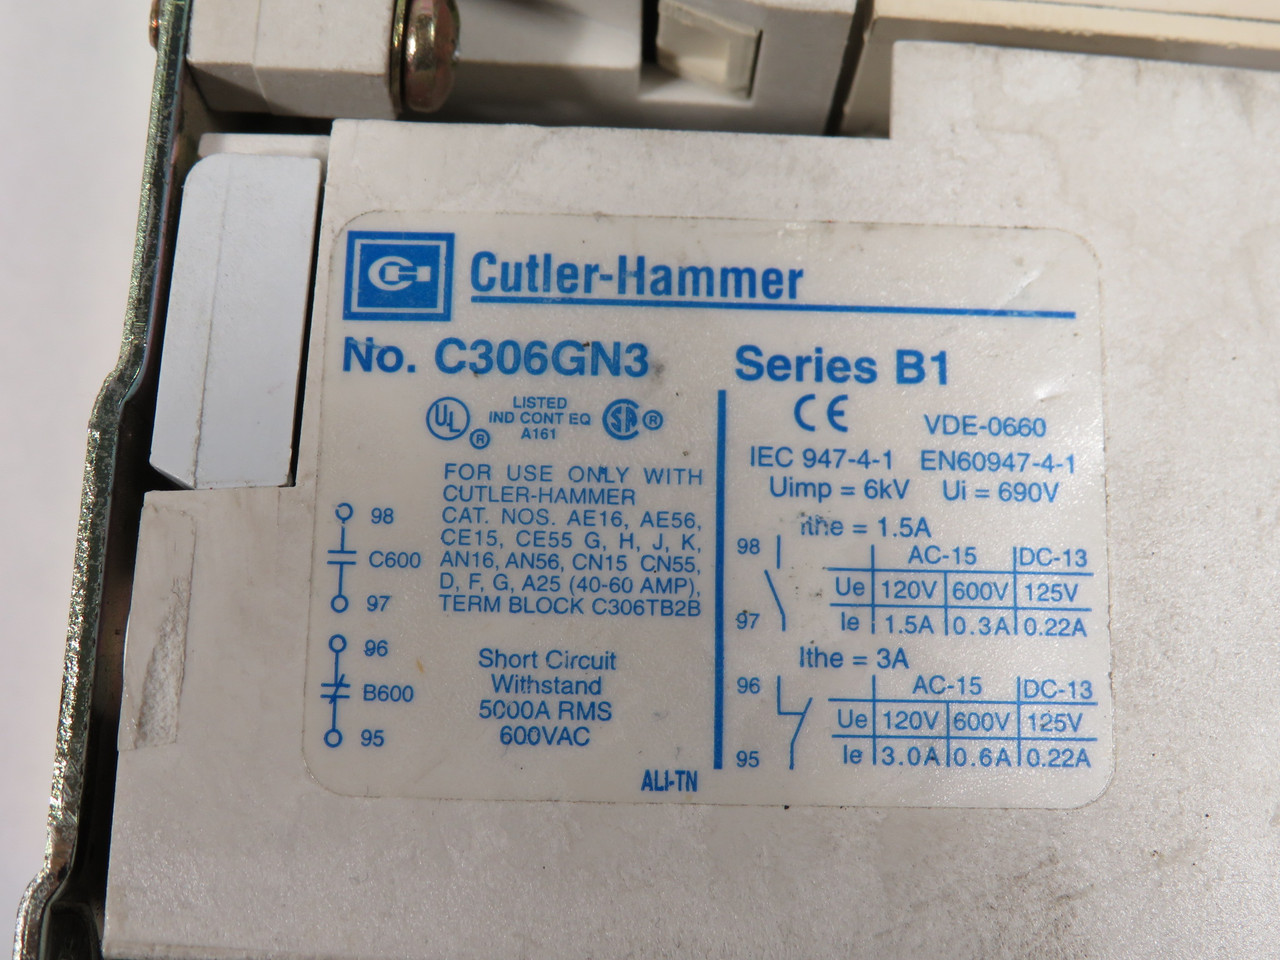 Cutler-Hammer
No. C306GN3
Series B1
UL ®
LISTED
IND CONT EQ
A161
SA ®
CE
VDE-0660
IEC 947-4-1 EN60947-4-1
Uimp = 6kV Ui = 690V
FOR USE ONLY WITH
CUTLER-HAMMER
CAT. NOS. AE16, AE56,
CE15, CE55 G, H, J, K,
AN16, AN56, CN15 CN55,
D, F, G, A25 (40-60 AMP),
TERM BLOCK C306TB2B
98
C600
97
96
B600
95
Short Circuit
Withstand
5000A RMS
600VAC
ALI-TN
Ithe = 1.5A
98
97
AC-15 DC-13
Ue 120V 600V 125V
Ie 1.5A 0.3A 0.22A
Ithe = 3A
96
95
AC-15 DC-13
Ue 120V 600V 125V
Ie 3.0A 0.6A 0.22A